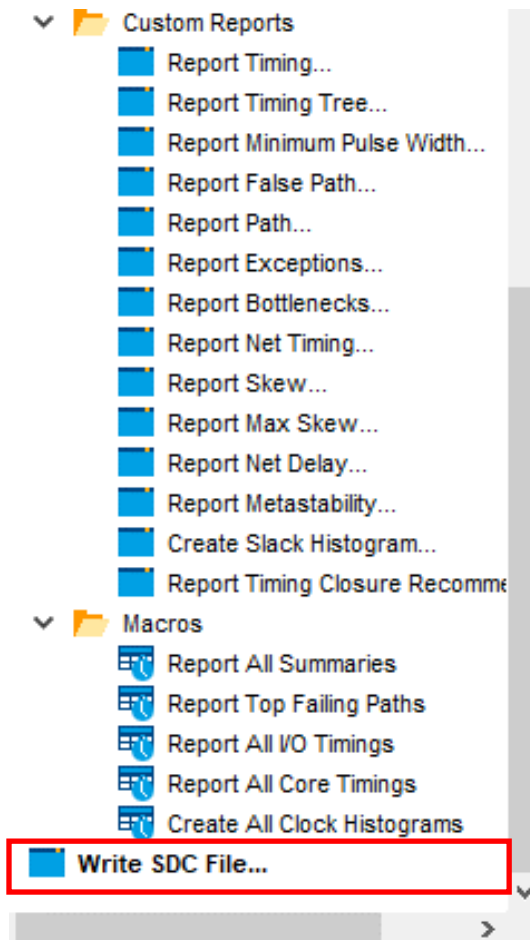 Custom Reports
Report Timing...
Report Timing Tree...
Report Minimum Pulse Width...
Report False Path...
Report Path...
Report Exceptions...
Report Bottlenecks...
Report Net Timing...
Report Skew...
Report Max Skew...
Report Net Delay...
Report Metastability...
Create Slack Histogram...
Report Timing Closure Recomme
Macros
Report All Summaries
Report Top Failing Paths
Report All I/O Timings
Report All Core Timings
Create All Clock Histograms
Write SDC File...